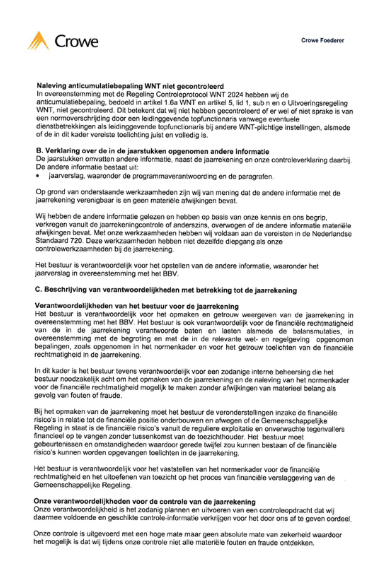 Crowe
Crowe Foederer
Naleving anticumulatiebepaling WNT niet gecontroleerd
In overeenstemming met de Regeling Controleprotocol WNT 2024 hebben wij de
anticumulatiebepaling, bedoeld in artikel 1.6a WNT en artikel 5, lid 1, sub n en o Uitvoeringsregeling
WNT, niet gecontroleerd. Dit betekent dat wij niet hebben gecontroleerd of er wel of niet sprake is van
een normoverschrijding door een leidinggevende topfunctionaris vanwege eventuele
dienstbetrekkingen als leidinggevende topfunctionaris bij andere WNT-plichtige instellingen, alsmede
of de in dit kader vereiste toelichting juist en volledig is.
B. Verklaring over de in de jaarstukken opgenomen andere informatie
De jaarstukken omvatten andere informatie, naast de jaarrekening en onze controleverklaring daarbij.
De andere informatie bestaat uit:
• jaarverslag, waaronder de programmaverantwoording en de paragrafen.
Op grond van onderstaande werkzaamheden zijn wij van mening dat de andere informatie met de
jaarrekening verenigbaar is en geen materiële afwijkingen bevat.
Wij hebben de andere informatie gelezen en hebben op basis van onze kennis en ons begrip,
verkregen vanuit de jaarrekeningcontrole of anderszins, overwogen of de andere informatie materiële
afwijkingen bevat. Met onze werkzaamheden hebben wij voldaan aan de vereisten in de Nederlandse
Standaard 720. Deze werkzaamheden hebben niet dezelfde diepgang als onze
controlewerkzaamheden bij de jaarrekening.
Het bestuur is verantwoordelijk voor het opstellen van de andere informatie, waaronder het
jaarverslag in overeenstemming met het BBV.
C. Beschrijving van verantwoordelijkheden met betrekking tot de jaarrekening
Verantwoordelijkheden van het bestuur voor de jaarrekening
Het bestuur is verantwoordelijk voor het opmaken en getrouw weergeven van de jaarrekening in
overeenstemming met het BBV. Het bestuur is ook verantwoordelijk voor de financiële rechtmatigheid
van de in de jaarrekening verantwoorde baten en lasten alsmede de balansmutaties, in
overeenstemming met de begroting en met de in de relevante wet- en regelgeving opgenomen
bepalingen, zoals opgenomen in het normenkader en voor het getrouw toelichten van de financiële
rechtmatigheid in de jaarrekening.
In dit kader is het bestuur tevens verantwoordelijk voor een zodanige interne beheersing die het
bestuur noodzakelijk acht om het opmaken van de jaarrekening en de naleving van het normenkader
voor de financiële rechtmatigheid mogelijk te maken zonder afwijkingen van materieel belang als
gevolg van fouten of fraude.
Bij het opmaken van de jaarrekening moet het bestuur de veronderstellingen inzake de financiële
risico's in relatie tot de financiële positie onderbouwen en afwegen of de Gemeenschappelijke
Regeling in staat is de financiële risico's vanuit de reguliere exploitatie en onverwachte tegenvallers
financieel op te vangen zonder tussenkomst van de toezichthouder. Het bestuur moet
gebeurtenissen en omstandigheden waardoor gerede twijfel zou kunnen bestaan of de financiële
risico's kunnen worden opgevangen toelichten in de jaarrekening.
Het bestuur is verantwoordelijk voor het vaststellen van het normenkader voor de financiële
rechtmatigheid en het uitoefenen van toezicht op het proces van financiële verslaggeving van de
Gemeenschappelijke Regeling.
Onze verantwoordelijkheden voor de controle van de jaarrekening
Onze verantwoordelijkheid is het zodanig plannen en uitvoeren van een controleopdracht dat wij
daarmee voldoende en geschikte controle-informatie verkrijgen voor het door ons af te geven oordeel.
Onze controle is uitgevoerd met een hoge mate maar geen absolute mate van zekerheid waardoor
het mogelijk is dat wij tijdens onze controle niet alle materiële fouten en fraude ontdekken.